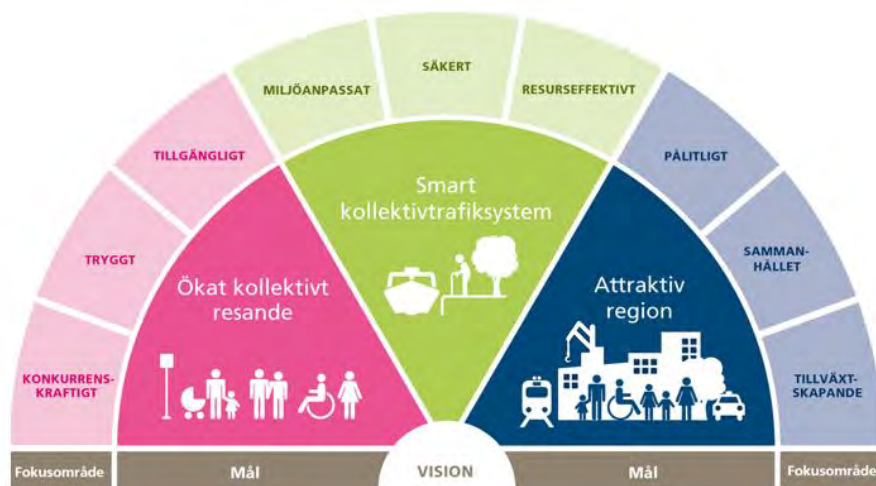 MILJÖANPASSAT
SÄKERT
RESURSEFFEKTIVT
TILLGÄNGLIGT
PÅLITLIGT
TRYGGT
SAMMAN-
HÅLLET
KONKURRENS-
KRAFTIGT
TILLVÄXT-
SKAPANDE
Smart
kollektivtrafiksystem
Ökat kollektivt
resande
Attraktiv
region
Fokusområde
Mål
VISION
Mål
Fokusområde